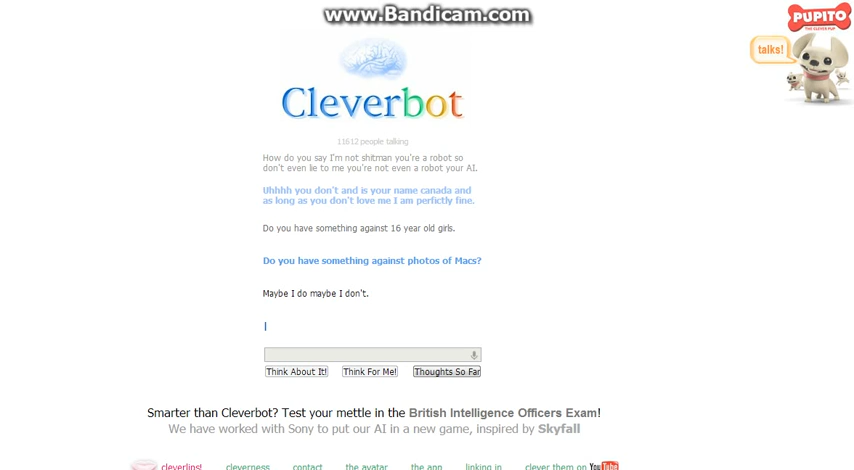 www.Bandicam.com
PUPITO
THE CLEVER PUP
talks!
Cleverbot
11612 people talking
How do you say I'm not shitman you're a robot so
don't even lie to me you're not even a robot your AI.
Uhhhh you don't and is your name canada and
as long as you don't love me I am perfictly fine.
Do you have something against 16 year old girls.
Do you have something against photos of Macs?
Maybe I do maybe I don't.
Think About It! Think For Me! Thoughts So Far
Smarter than Cleverbot? Test your mettle in the British Intelligence Officers Exam!
We have worked with Sony to put our AI in a new game, inspired by Skyfall
cleverlips! cleverness contact the avatar the app linking in clever them on YouTube